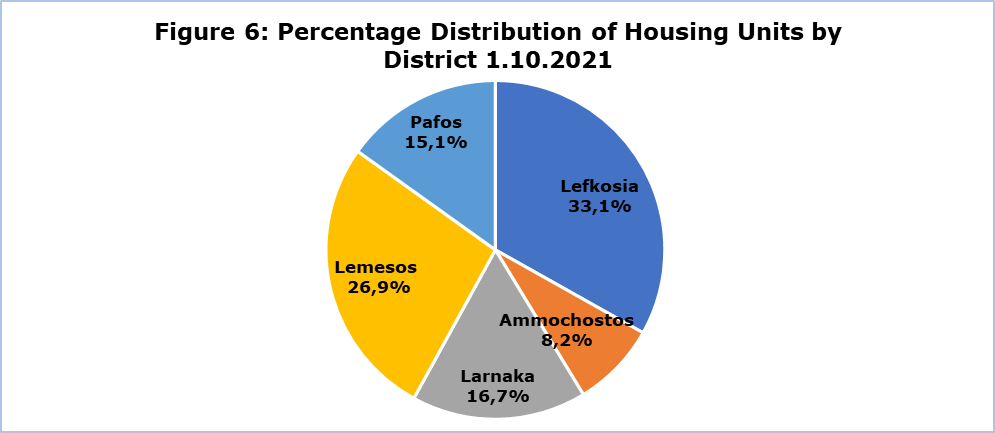 Figure 6: Percentage Distribution of Housing Units by
District 1.10.2021
Pafos
15,1%
Lefkosia
33,1%
Lemesos
26,9%
Ammochostos
8,2%
Larnaka
16,7%